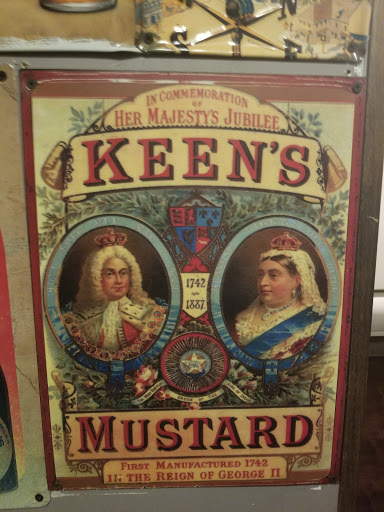 IN COMMEMORATION
OF
HER MAJESTY'S JUBILEE
KEEN'S
1742
1887
MUSTARD
FIRST MANUFACTURED 1742
IN THE REIGN OF GEORGE II